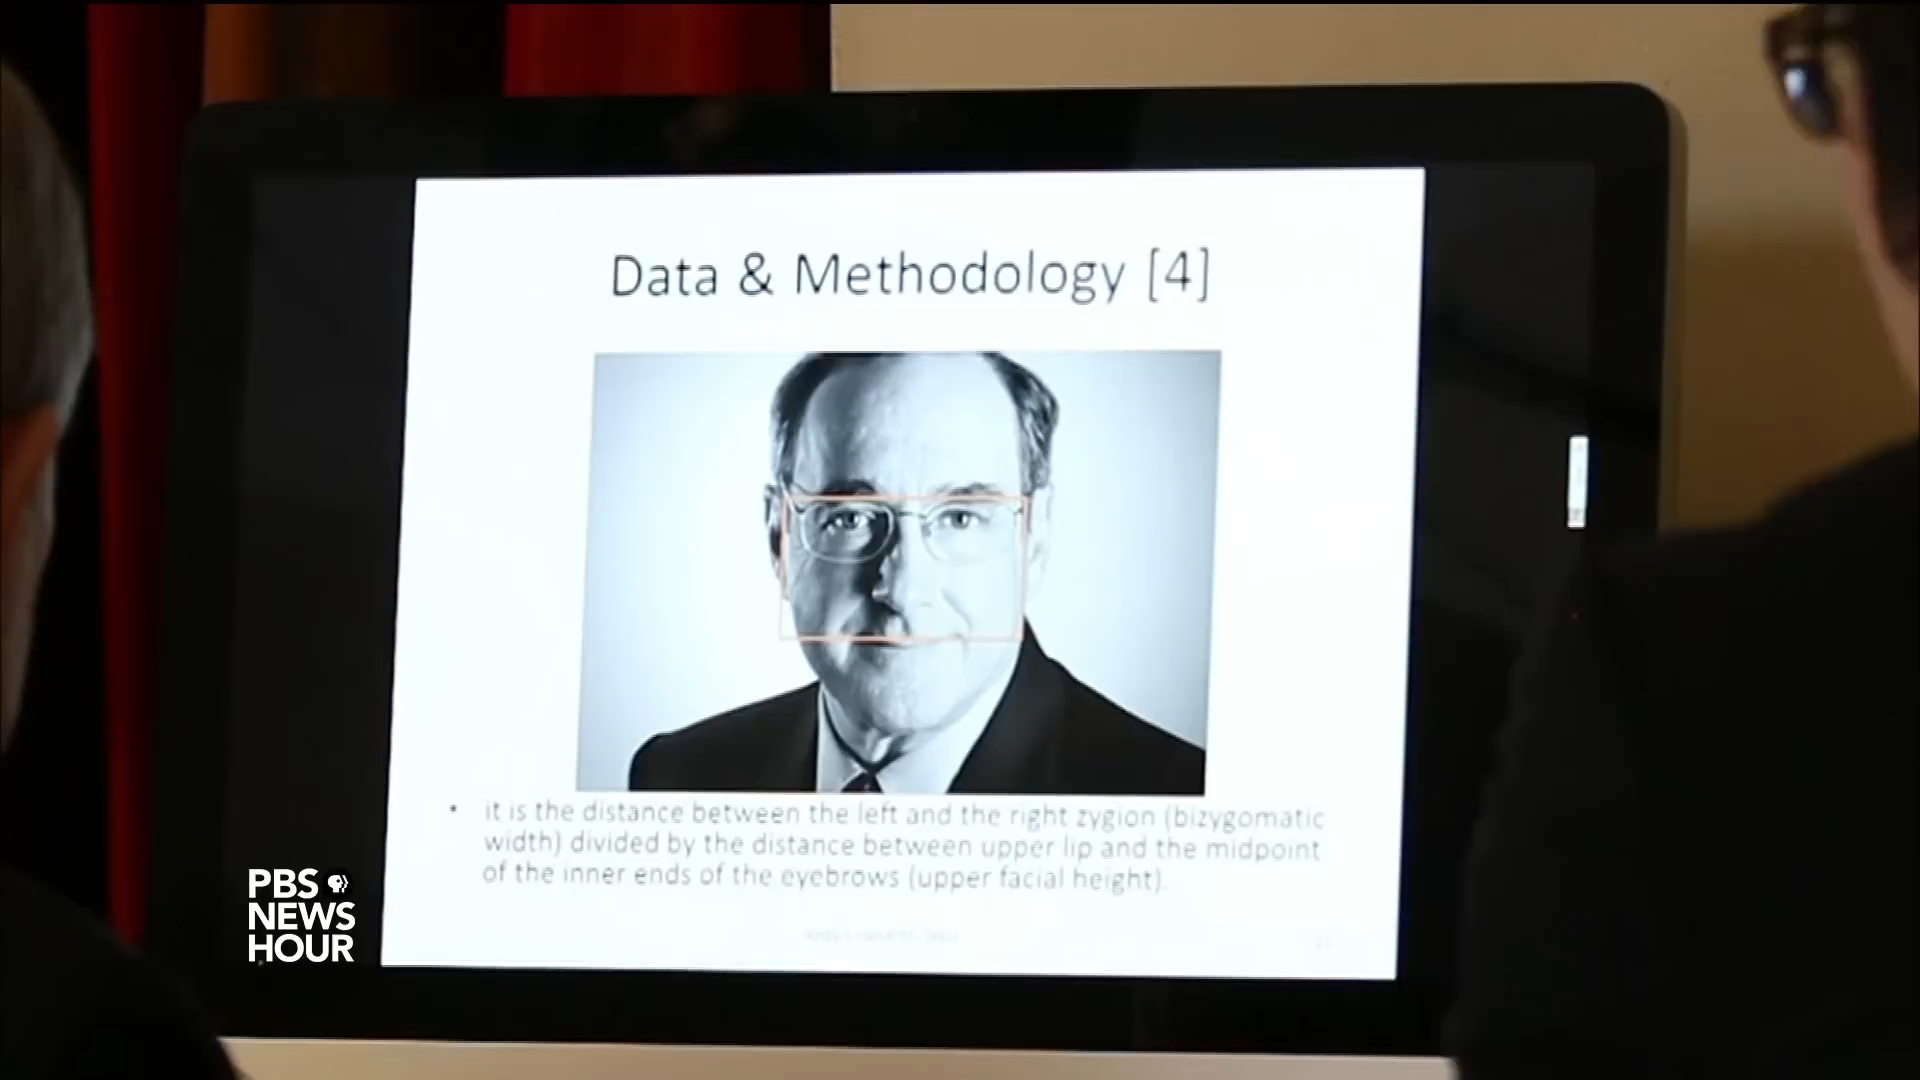 Data & Methodology [4]
• it is the distance between the left and the right zygion (bizygomatic
width) divided by the distance between upper lip and the midpoint
of the inner ends of the eyebrows (upper facial height).
PBS
NEWS
HOUR